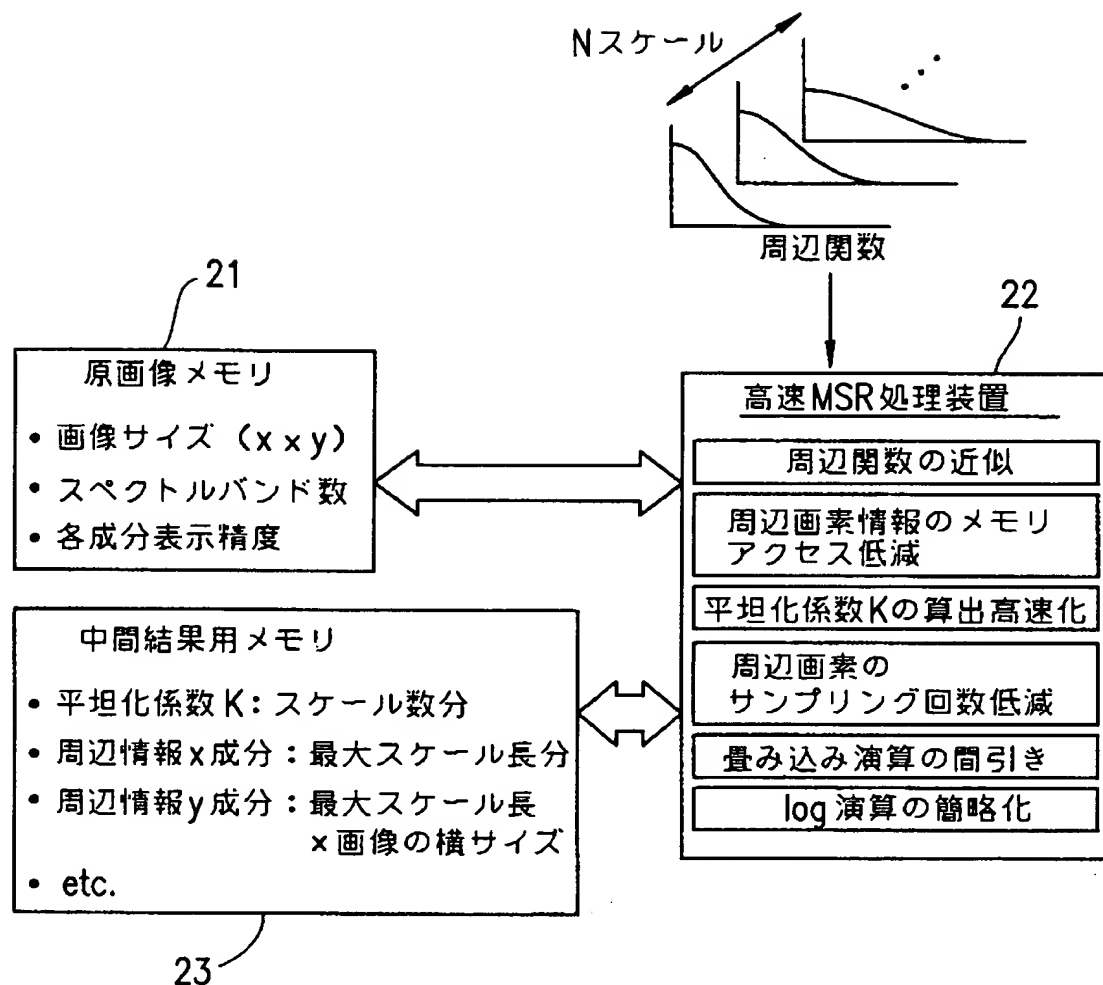 Nスケール
周辺関数
21
原画像メモリ
• 画像サイズ (x×y)
• スペクトルバンド数
• 各成分表示精度
22
高速MSR処理装置
周辺関数の近似
周辺画素情報のメモリ
アクセス低減
平坦化係数Kの算出高速化
周辺画素の
サンプリング回数低減
畳み込み演算の間引き
log演算の簡略化
中間結果用メモリ
• 平坦化係数K:スケール数分
• 周辺情報x成分:最大スケール長分
• 周辺情報y成分:最大スケール長
×画像の横サイズ
• etc.
23